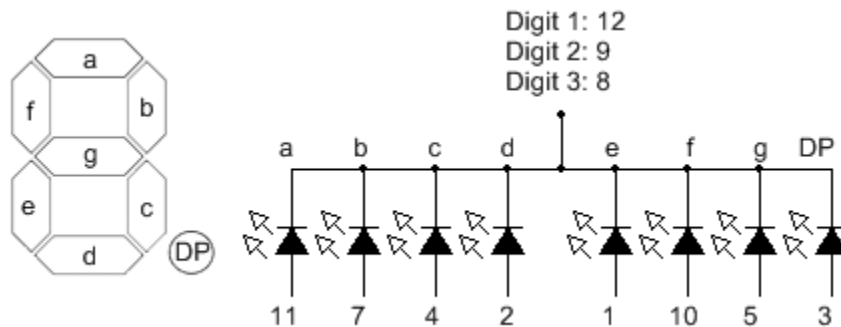 Digit 1: 12
Digit 2: 9
Digit 3: 8
a
f b
g
e c
d DP
a b c d e f g DP
11 7 4 2 1 10 5 3